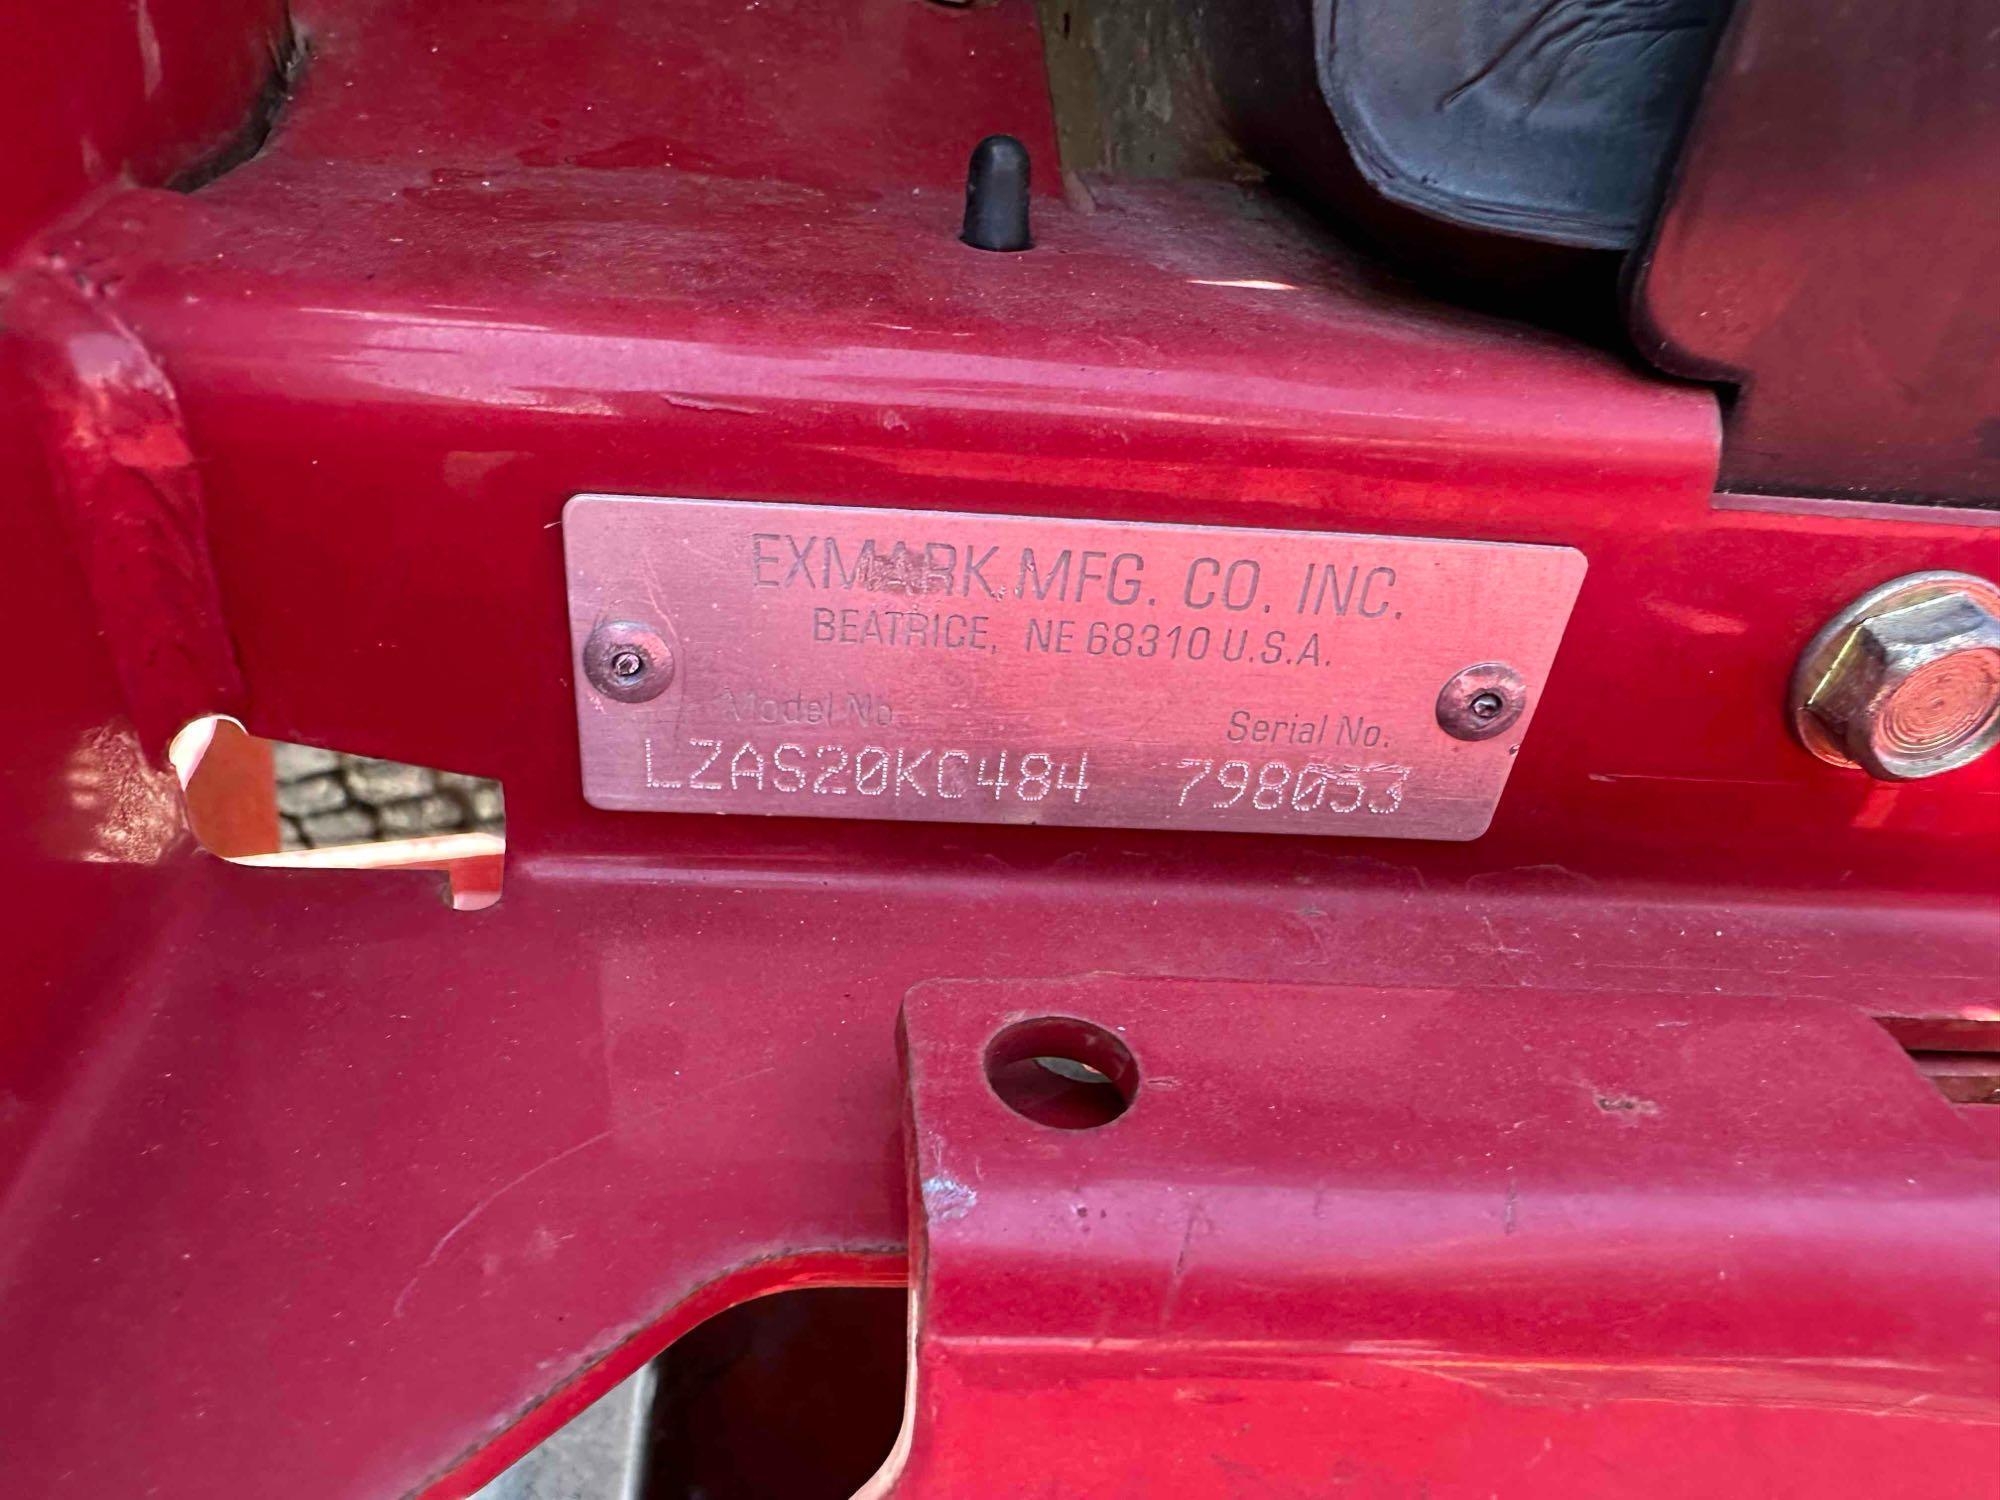 EXMARK MFG. CO. INC.
BEATRICE, NE 68310 U.S.A.
Model No. Serial No.
LZAS20KC484 798053